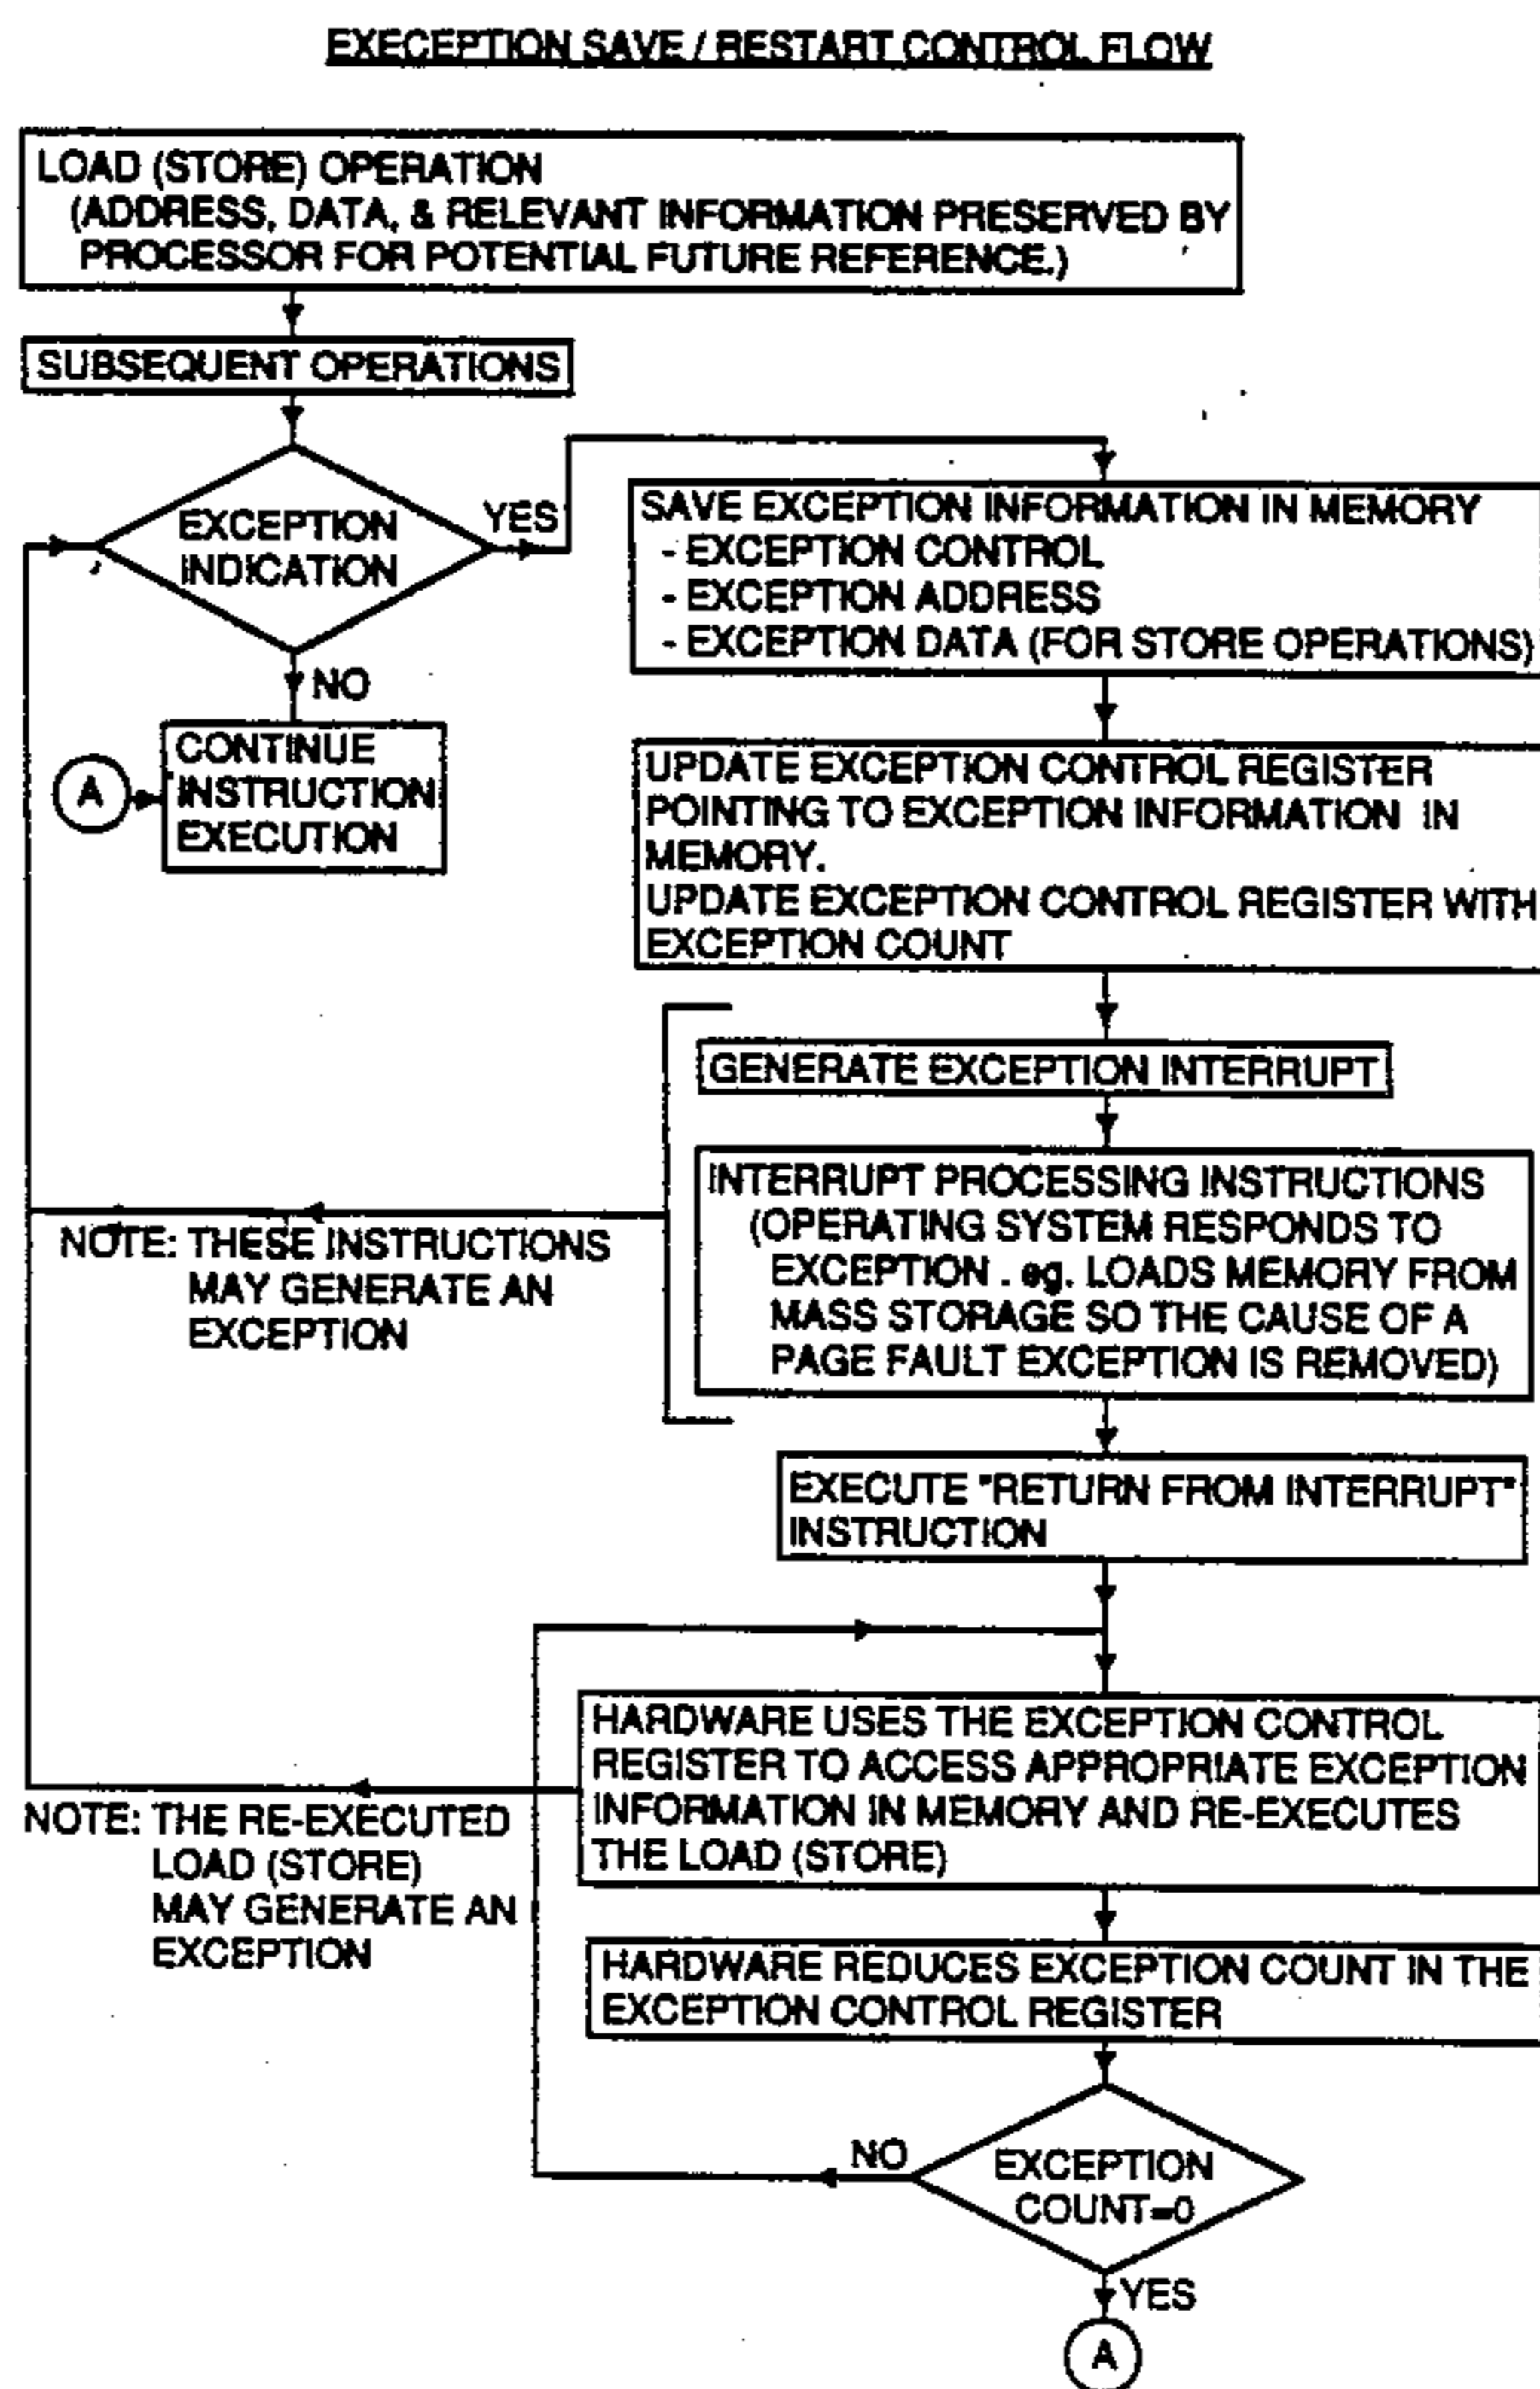 EXECEPTION SAVE / RESTART CONTROL FLOW
LOAD (STORE) OPERATION
(ADDRESS, DATA, & RELEVANT INFORMATION PRESERVED BY
PROCESSOR FOR POTENTIAL FUTURE REFERENCE.)
SUBSEQUENT OPERATIONS
EXCEPTION
INDICATION
YES
NO
SAVE EXCEPTION INFORMATION IN MEMORY
- EXCEPTION CONTROL
- EXCEPTION ADDRESS
- EXCEPTION DATA (FOR STORE OPERATIONS)
A
CONTINUE
INSTRUCTION
EXECUTION
UPDATE EXCEPTION CONTROL REGISTER
POINTING TO EXCEPTION INFORMATION IN
MEMORY.
UPDATE EXCEPTION CONTROL REGISTER WITH
EXCEPTION COUNT
GENERATE EXCEPTION INTERRUPT
INTERRUPT PROCESSING INSTRUCTIONS
(OPERATING SYSTEM RESPONDS TO
EXCEPTION . eg. LOADS MEMORY FROM
MASS STORAGE SO THE CAUSE OF A
PAGE FAULT EXCEPTION IS REMOVED)
NOTE: THESE INSTRUCTIONS
MAY GENERATE AN
EXCEPTION
EXECUTE "RETURN FROM INTERRUPT"
INSTRUCTION
HARDWARE USES THE EXCEPTION CONTROL
REGISTER TO ACCESS APPROPRIATE EXCEPTION
INFORMATION IN MEMORY AND RE-EXECUTES
THE LOAD (STORE)
NOTE: THE RE-EXECUTED
LOAD (STORE)
MAY GENERATE AN
EXCEPTION
HARDWARE REDUCES EXCEPTION COUNT IN THE
EXCEPTION CONTROL REGISTER
EXCEPTION
COUNT=0
NO
YES
A